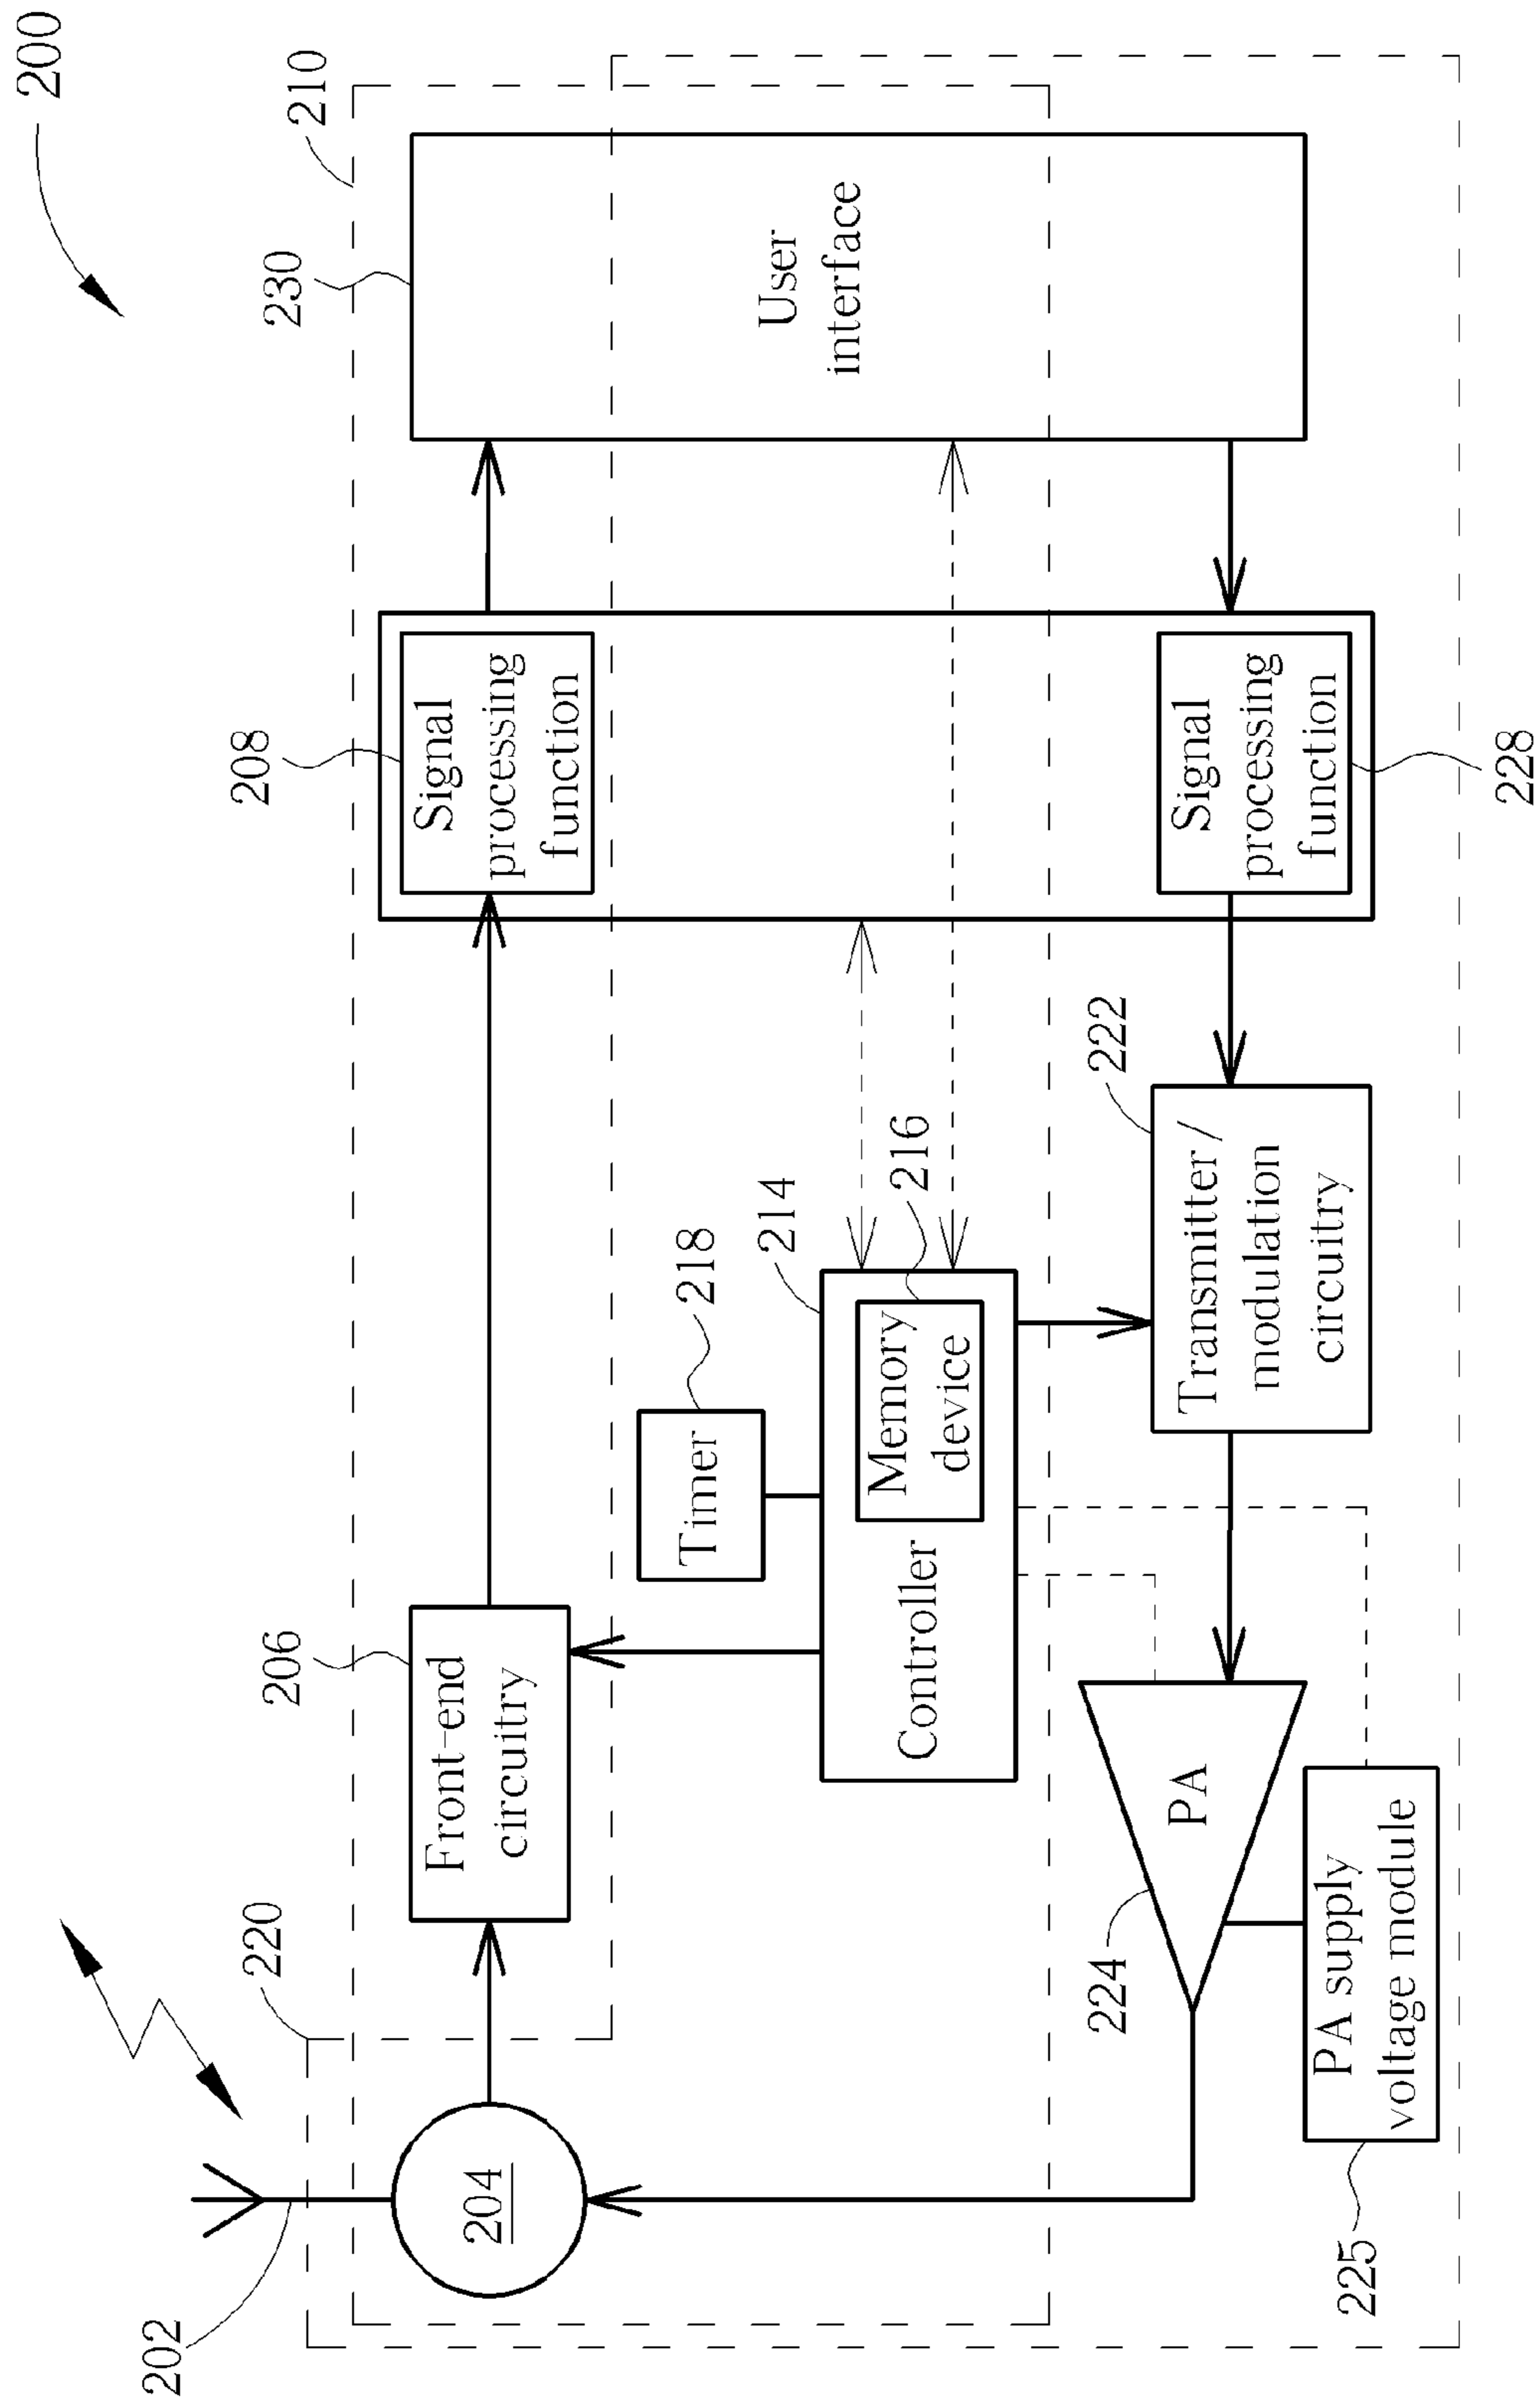 200
210
230
User
interface
208
Signal
processing
function
Signal
processing
function
228
222
Transmitter/
modulation
circuitry
214
216
Memory
device
Controller
218
Timer
206
Front-end
circuitry
220
204
202
224
PA
PA supply
voltage module
225